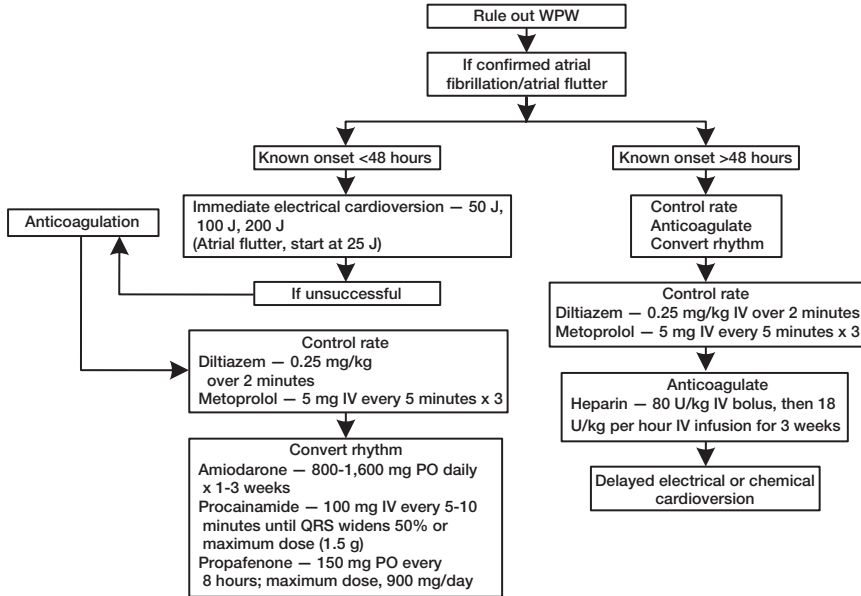 Rule out WPW
If confirmed atrial
fibrillation/atrial flutter
Known onset <48 hours
Immediate electrical cardioversion — 50 J,
100 J, 200 J
(Atrial flutter, start at 25 J)
If unsuccessful
Anticoagulation
Control rate
Diltiazem — 0.25 mg/kg
over 2 minutes
Metoprolol — 5 mg IV every 5 minutes x 3
Convert rhythm
Amiodarone — 800-1,600 mg PO daily
x 1-3 weeks
Procainamide — 100 mg IV every 5-10
minutes until QRS widens 50% or
maximum dose (1.5 g)
Propafenone — 150 mg PO every
8 hours; maximum dose, 900 mg/day
Known onset >48 hours
Control rate
Anticoagulate
Convert rhythm
Control rate
Diltiazem — 0.25 mg/kg IV over 2 minutes
Metoprolol — 5 mg IV every 5 minutes x 3
Anticoagulate
Heparin — 80 U/kg IV bolus, then 18
U/kg per hour IV infusion for 3 weeks
Delayed electrical or chemical
cardioversion